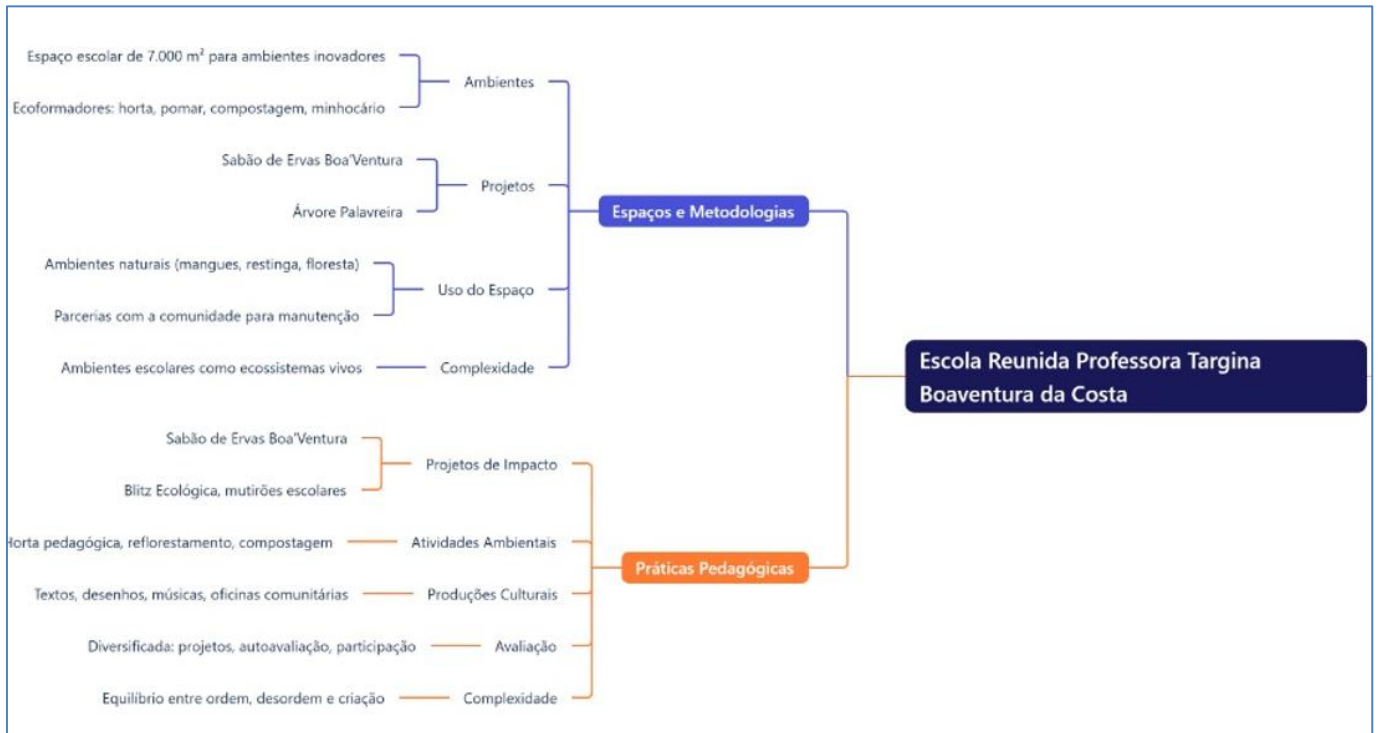 Espaço escolar de 7.000 m² para ambientes inovadores
Ambientes
Ecoformadores: horta, pomar, compostagem, minhocário
Sabão de Ervas Boa'Ventura
Projetos
Árvore Palavreira
Espaços e Metodologias
Ambientes naturais (mangues, restinga, floresta)
Uso do Espaço
Parcerias com a comunidade para manutenção
Ambientes escolares como ecossistemas vivos
Complexidade
Escola Reunida Professora Targina
Boaventura da Costa
Sabão de Ervas Boa'Ventura
Projetos de Impacto
Blitz Ecológica, mutirões escolares
Horta pedagógica, reflorestamento, compostagem
Atividades Ambientais
Práticas Pedagógicas
Textos, desenhos, músicas, oficinas comunitárias
Produções Culturais
Diversificada: projetos, autoavaliação, participação
Avaliação
Equilíbrio entre ordem, desordem e criação
Complexidade